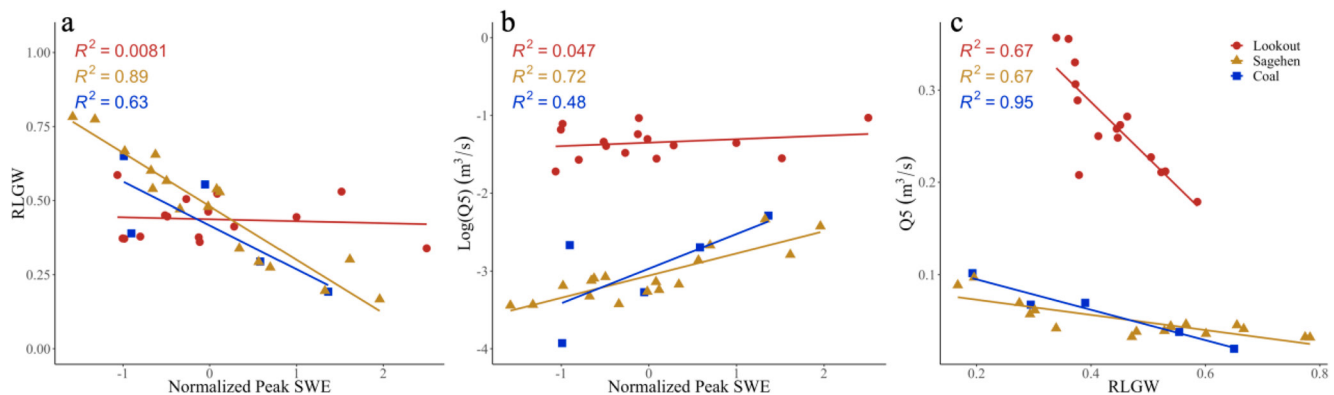 a
R² = 0.0081
R² = 0.89
R² = 0.63
1.00
0.75
0.50
0.25
0.00
RLGW
-1
0
1
2
Normalized Peak SWE
b
R² = 0.047
R² = 0.72
R² = 0.48
0
-1
-2
-3
-4
Log(Q5) (m³/s)
-1
0
1
2
Normalized Peak SWE
c
R² = 0.67
R² = 0.67
R² = 0.95
Lookout
Sagehen
Coal
0.3
0.2
0.1
Q5 (m³/s)
0.2
0.4
0.6
0.8
RLGW